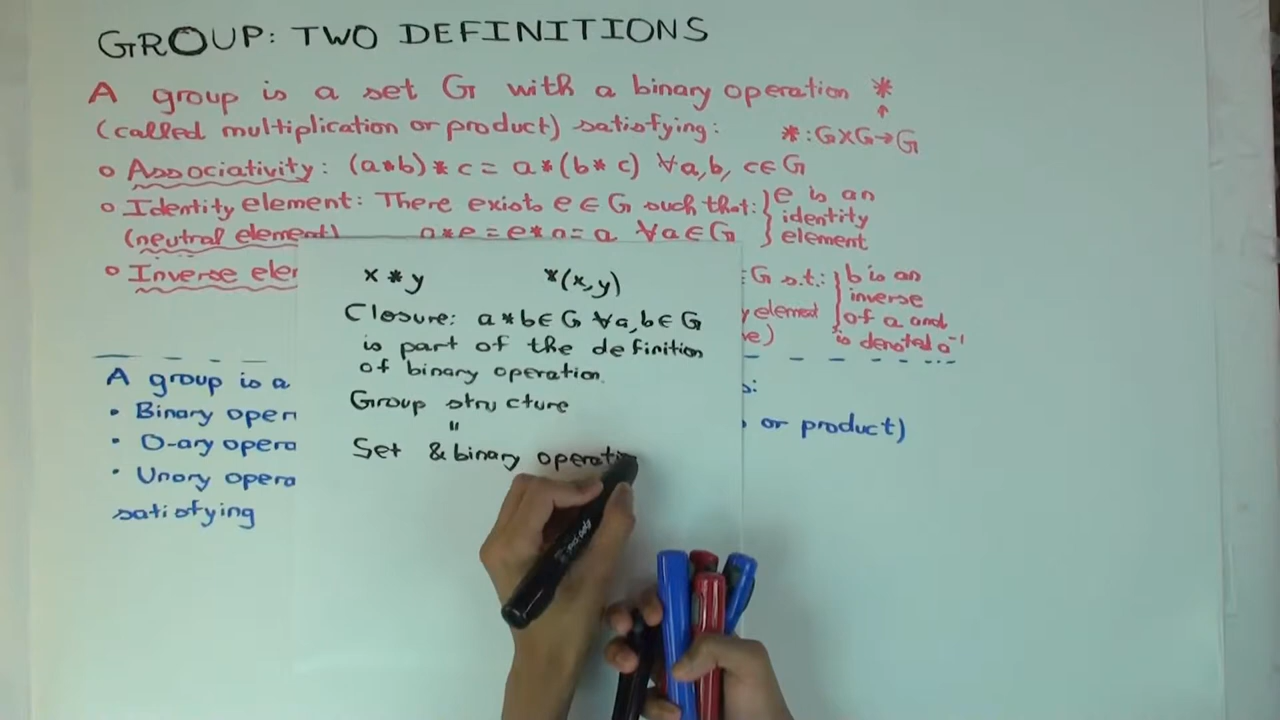 GROUP: TWO DEFINITIONS
A group is a set G with a binary operation *
(called multiplication or product) satisfying: *: G×G→G
○ Associativity: (a*b)*c = a*(b*c) ∀a,b, c∈G
○ Identity element: There exists e∈G such that: } e is an
(neutral element) a*e = e*a = a ∀a∈G } identity
element
○ Inverse elem
∈G s.t.: } b is an
inverse
element } of a and
is denoted a⁻¹
x * y *(x,y)
Closure: a*b∈G ∀a,b∈G
is part of the definition
of binary operation.
Group structure
"
Set & binary operatio
A group is a
• Binary oper
or product)
• 0-ary opera
• Unary opera
satisfying